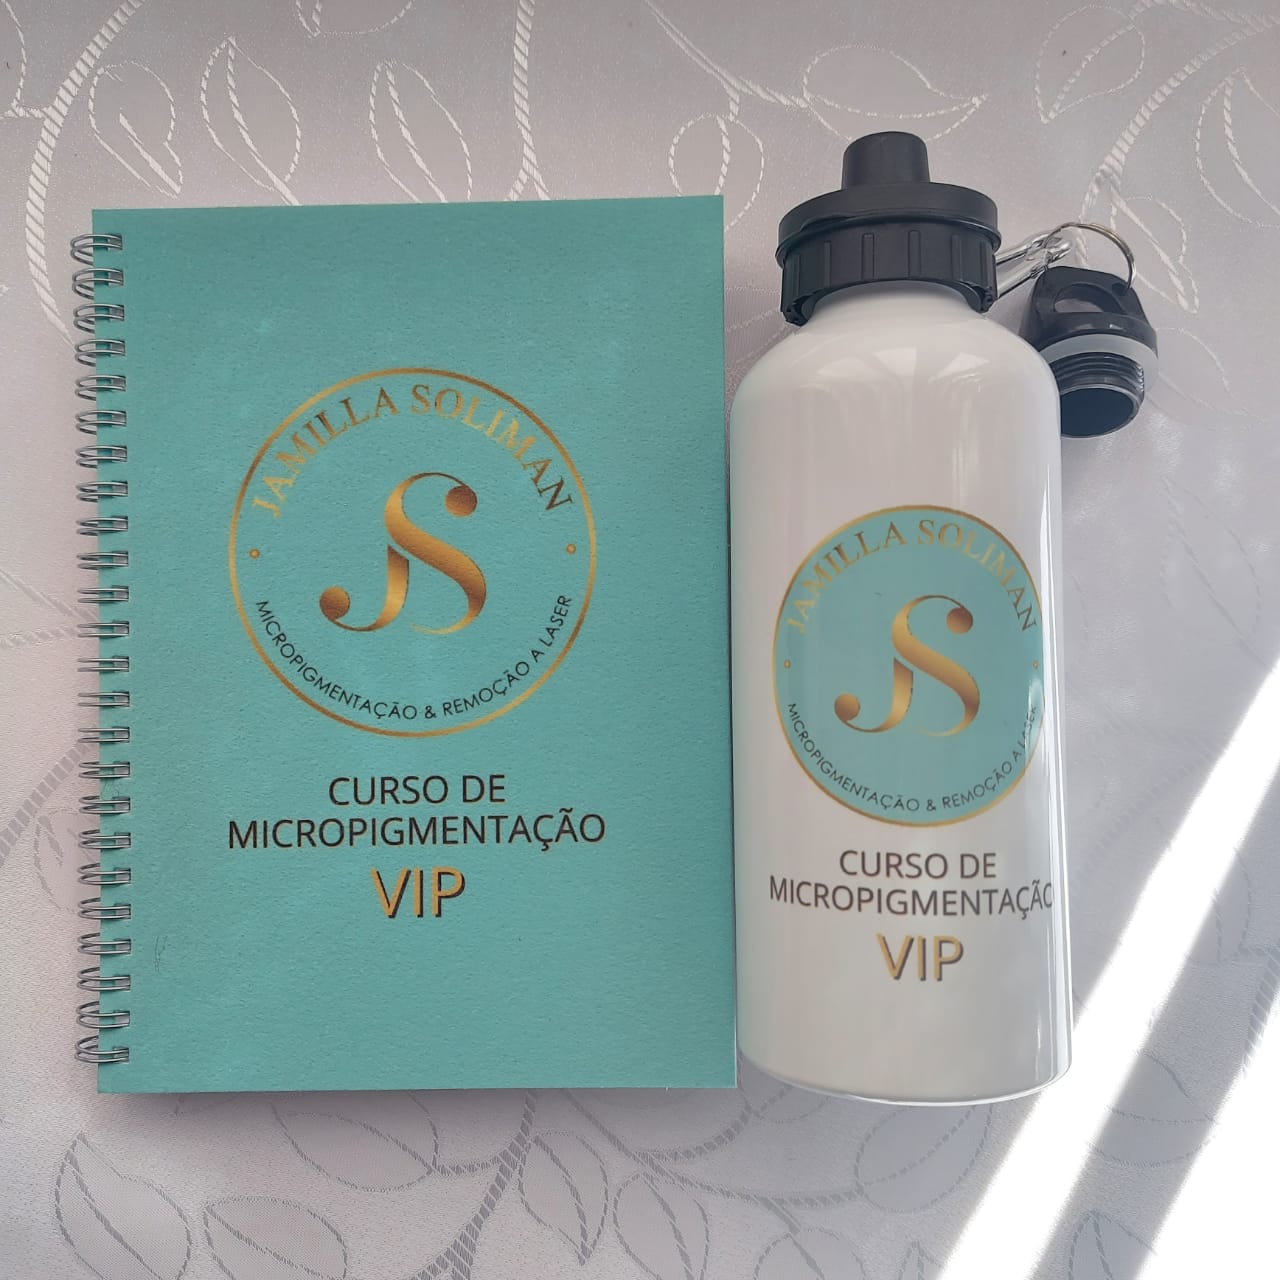 JAMILLA SOLIMAN
JS
MICROPIGMENTAÇÃO & REMOÇÃO A LASER
CURSO DE
MICROPIGMENTAÇÃO
VIP
JAMILLA SOLIMAN
JS
MICROPIGMENTAÇÃO & REMOÇÃO A LASER
CURSO DE
MICROPIGMENTAÇÃO
VIP